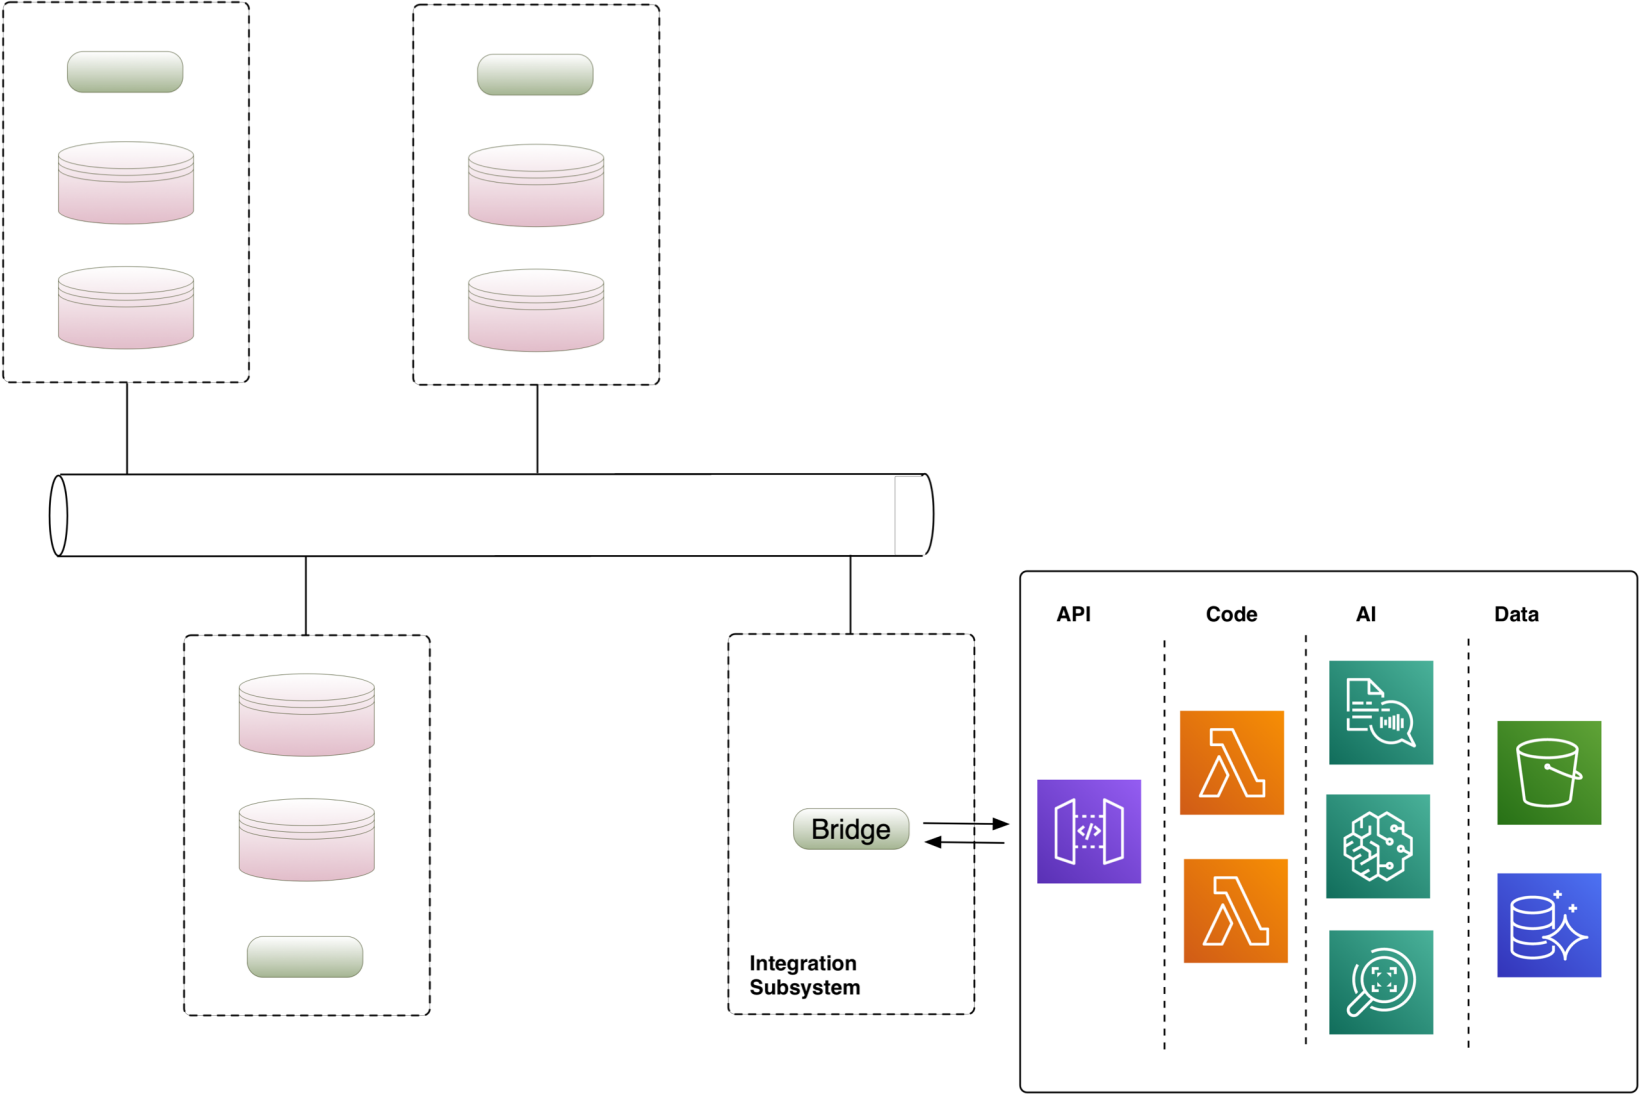 API
Code
AI
Data
Bridge
Integration
Subsystem